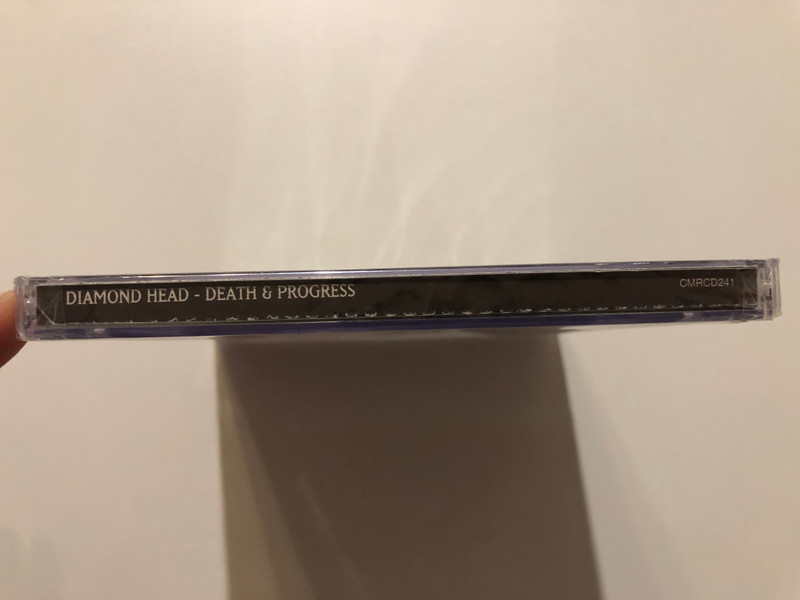 DIAMOND HEAD - DEATH & PROGRESS
CMRCD241